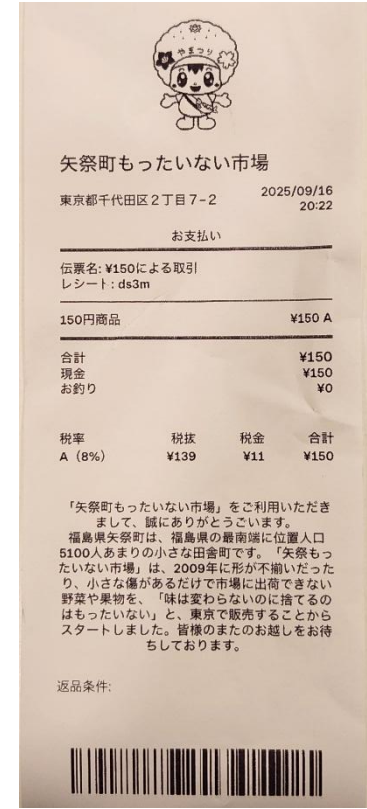 やまつり
矢祭町もったいない市場
東京都千代田区２丁目７−２
2025/09/16
20:22
お支払い
伝票名: ¥150による取引
レシート: ds3m
150円商品 ¥150 A
合計 ¥150
現金 ¥150
お釣り ¥0
税率 税抜 税金 合計
A（8%） ¥139 ¥11 ¥150
「矢祭町もったいない市場」をご利用いただき
まして、誠にありがとうごいます。
福島県矢祭町は、福島県の最南端に位置人口
5100人あまりの小さな田舎町です。「矢祭もっ
たいない市場」は、2009年に形が不揃いだった
り、小さな傷があるだけで市場に出荷できない
野菜や果物を、「味は変わらないのに捨てるの
はもったいない」と、東京で販売することから
スタートしました。皆様のまたのお越しをお待
ちしております。
返品条件: